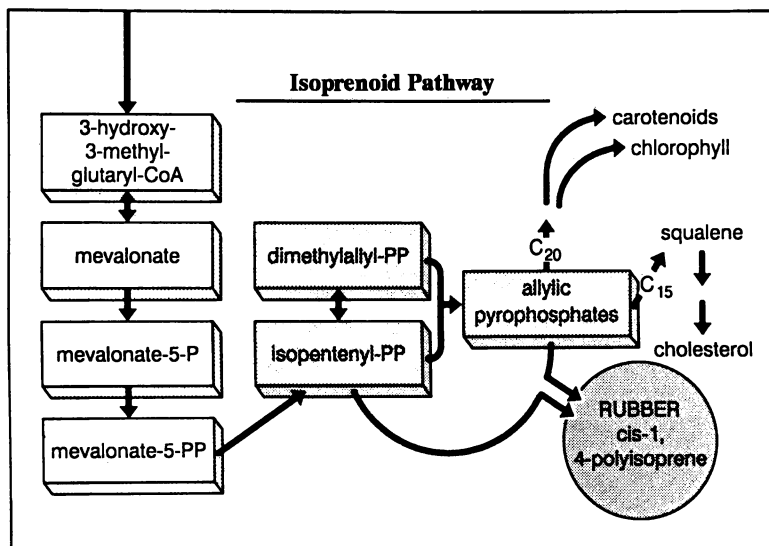 Isoprenoid Pathway
3-hydroxy-
3-methyl-
glutaryl-CoA
mevalonate
mevalonate-5-P
mevalonate-5-PP
dimethylallyl-PP
isopentenyl-PP
allylic
pyrophosphates
C20
carotenoids
chlorophyll
C15
squalene
cholesterol
RUBBER
cis-1,
4-polyisoprene